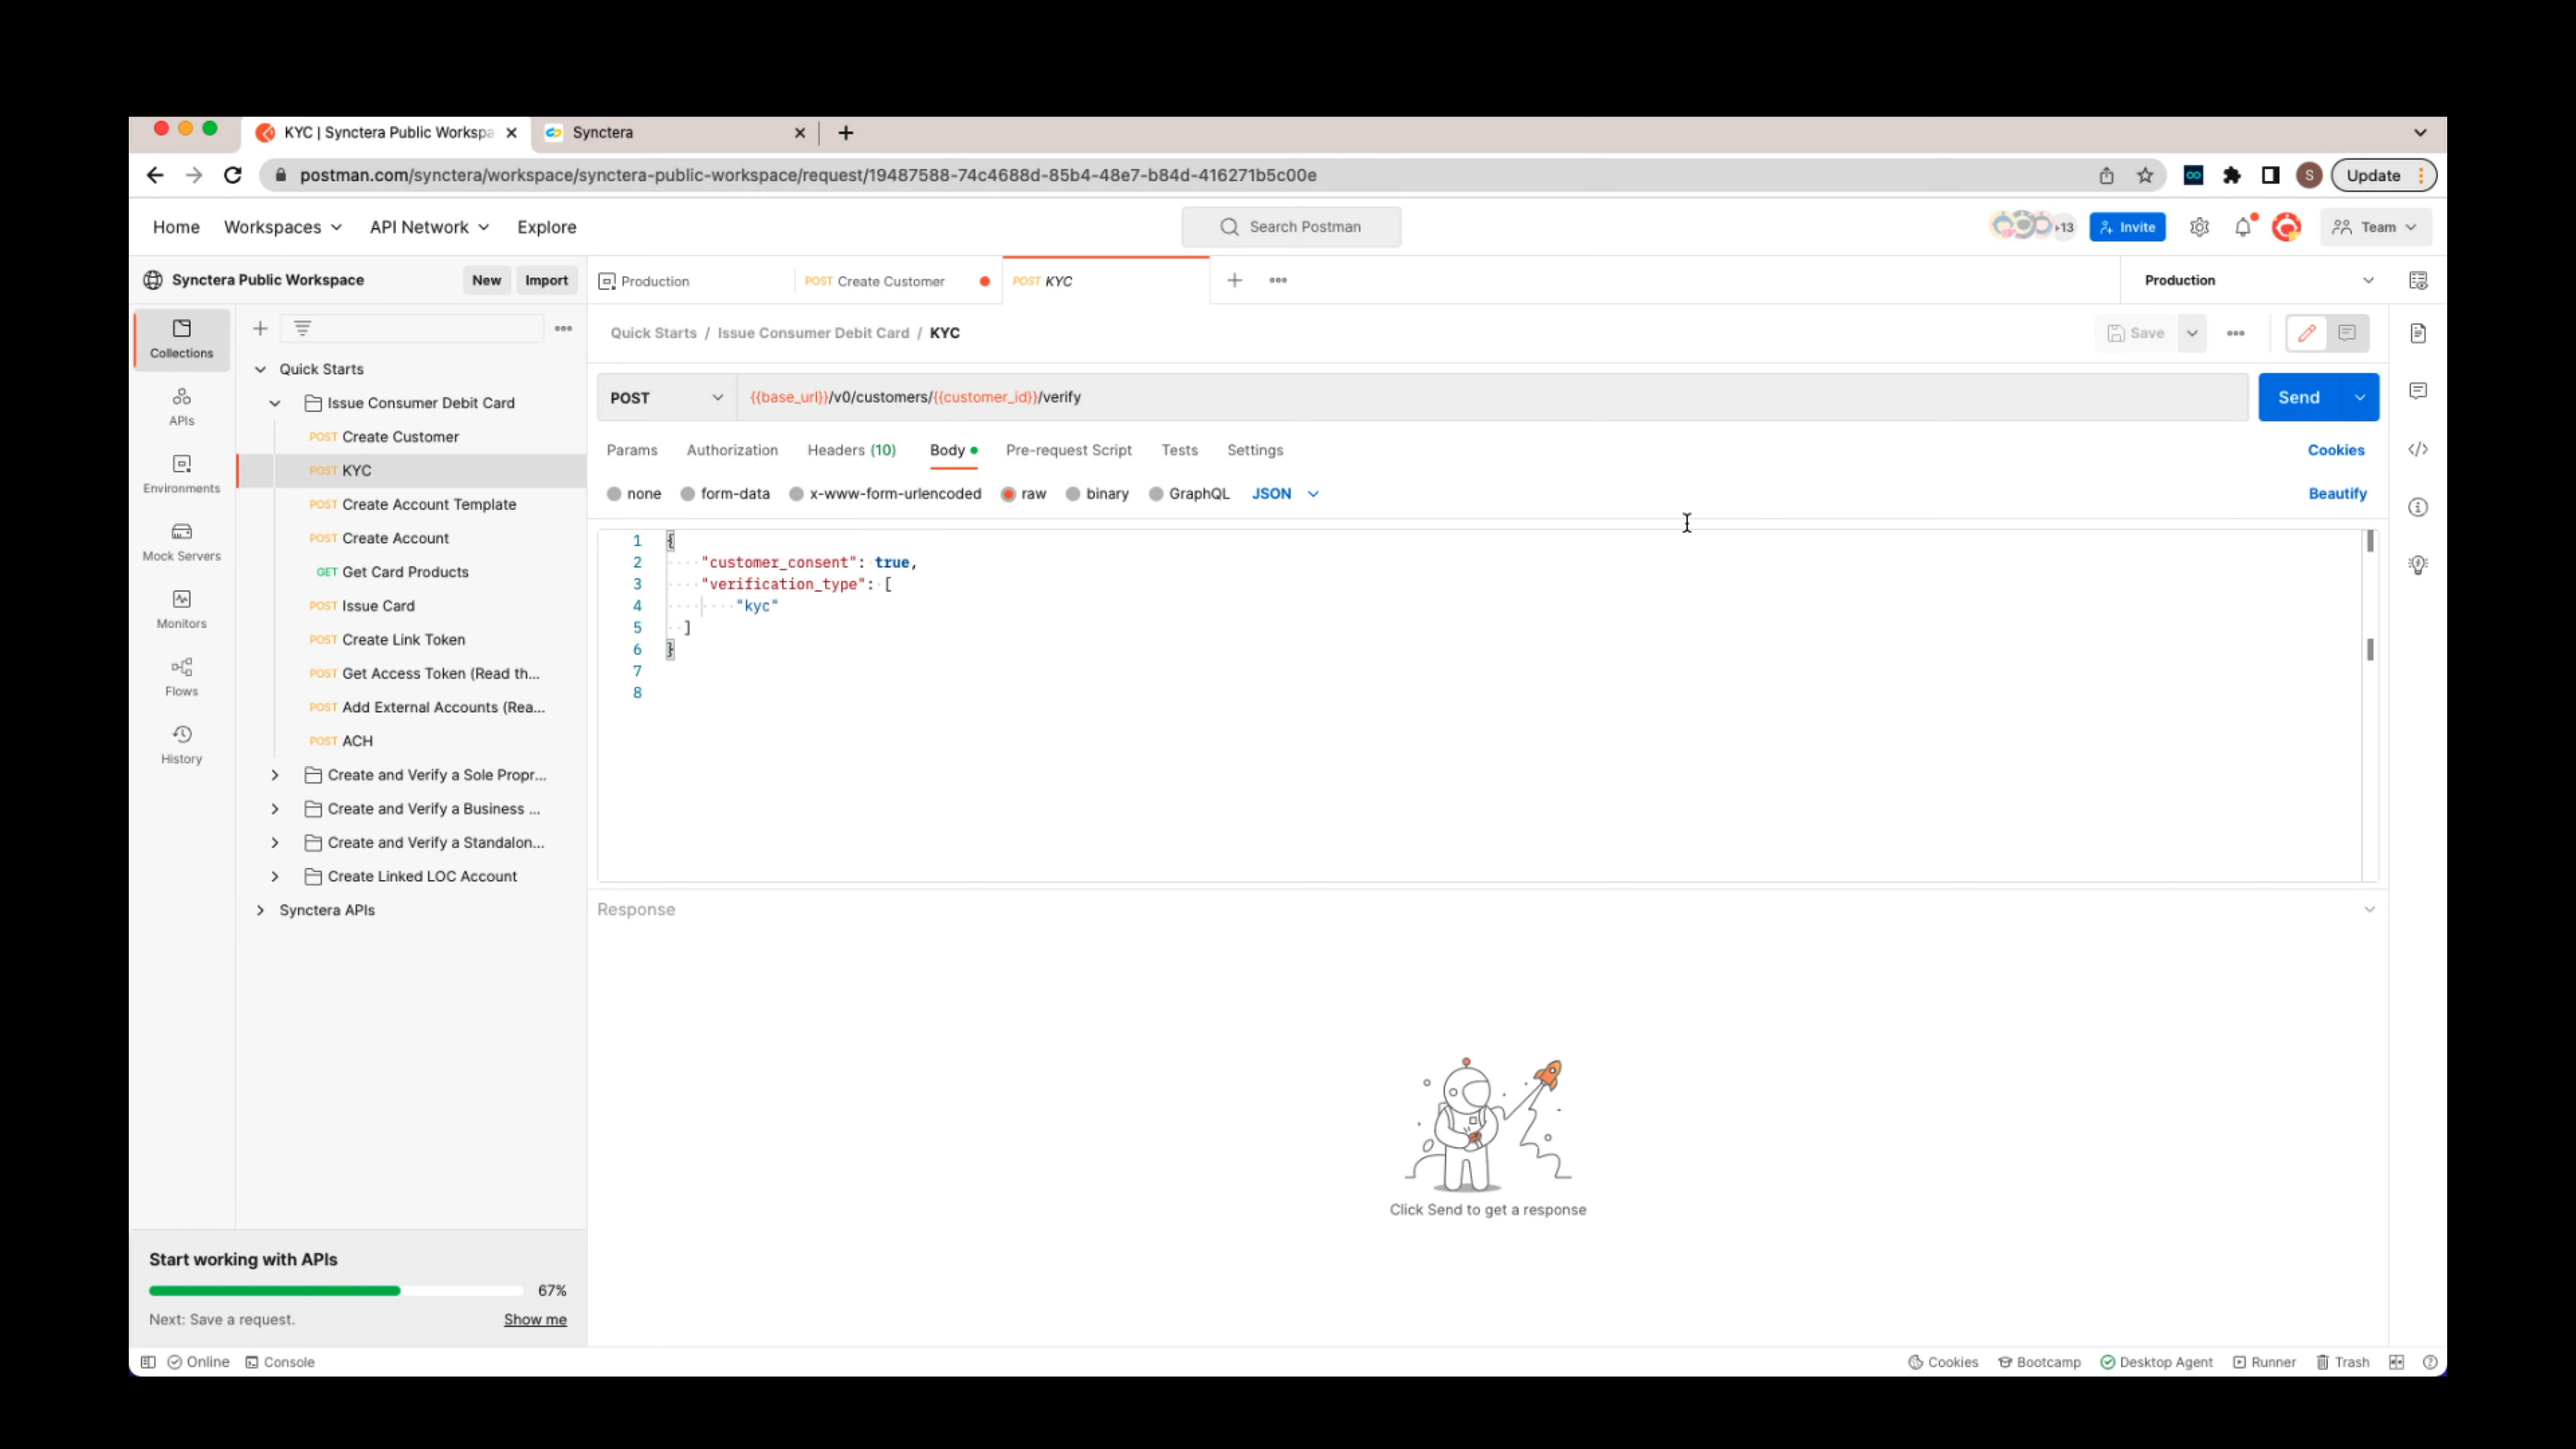 KYC | Synctera Public Workspa
Synctera
postman.com/synctera/workspace/synctera-public-workspace/request/19487588-74c4688d-85b4-48e7-b84d-416271b5c00e
S
Update
Home
Workspaces
API Network
Explore
Search Postman
+13
Invite
Team
Synctera Public Workspace
New
Import
Production
POST Create Customer
POST KYC
Production
Collections
APIs
Environments
Mock Servers
Monitors
Flows
History
Quick Starts
Issue Consumer Debit Card
POST Create Customer
POST KYC
POST Create Account Template
POST Create Account
GET Get Card Products
POST Issue Card
POST Create Link Token
POST Get Access Token (Read th...
POST Add External Accounts (Rea...
POST ACH
Create and Verify a Sole Propr...
Create and Verify a Business ...
Create and Verify a Standalon...
Create Linked LOC Account
Synctera APIs
Start working with APIs
67%
Next: Save a request.
Show me
Quick Starts / Issue Consumer Debit Card / KYC
Save
POST
{{base_url}}/v0/customers/{{customer_id}}/verify
Send
Params
Authorization
Headers (10)
Body
Pre-request Script
Tests
Settings
Cookies
none
form-data
x-www-form-urlencoded
raw
binary
GraphQL
JSON
Beautify
1 {
2 "customer_consent": true,
3 "verification_type": [
4 "kyc"
5 ]
6 }
7
8
Response
Click Send to get a response
Online
Console
Cookies
Bootcamp
Desktop Agent
Runner
Trash